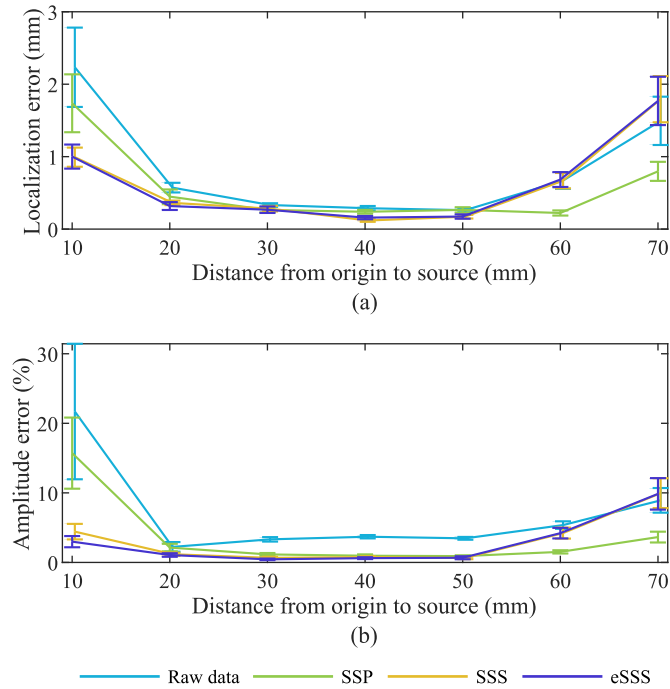 3
2
1
0
Localization error (mm)
10 20 30 40 50 60 70
Distance from origin to source (mm)
(a)
30
20
10
0
Amplitude error (%)
10 20 30 40 50 60 70
Distance from origin to source (mm)
(b)
Raw data SSP SSS eSSS